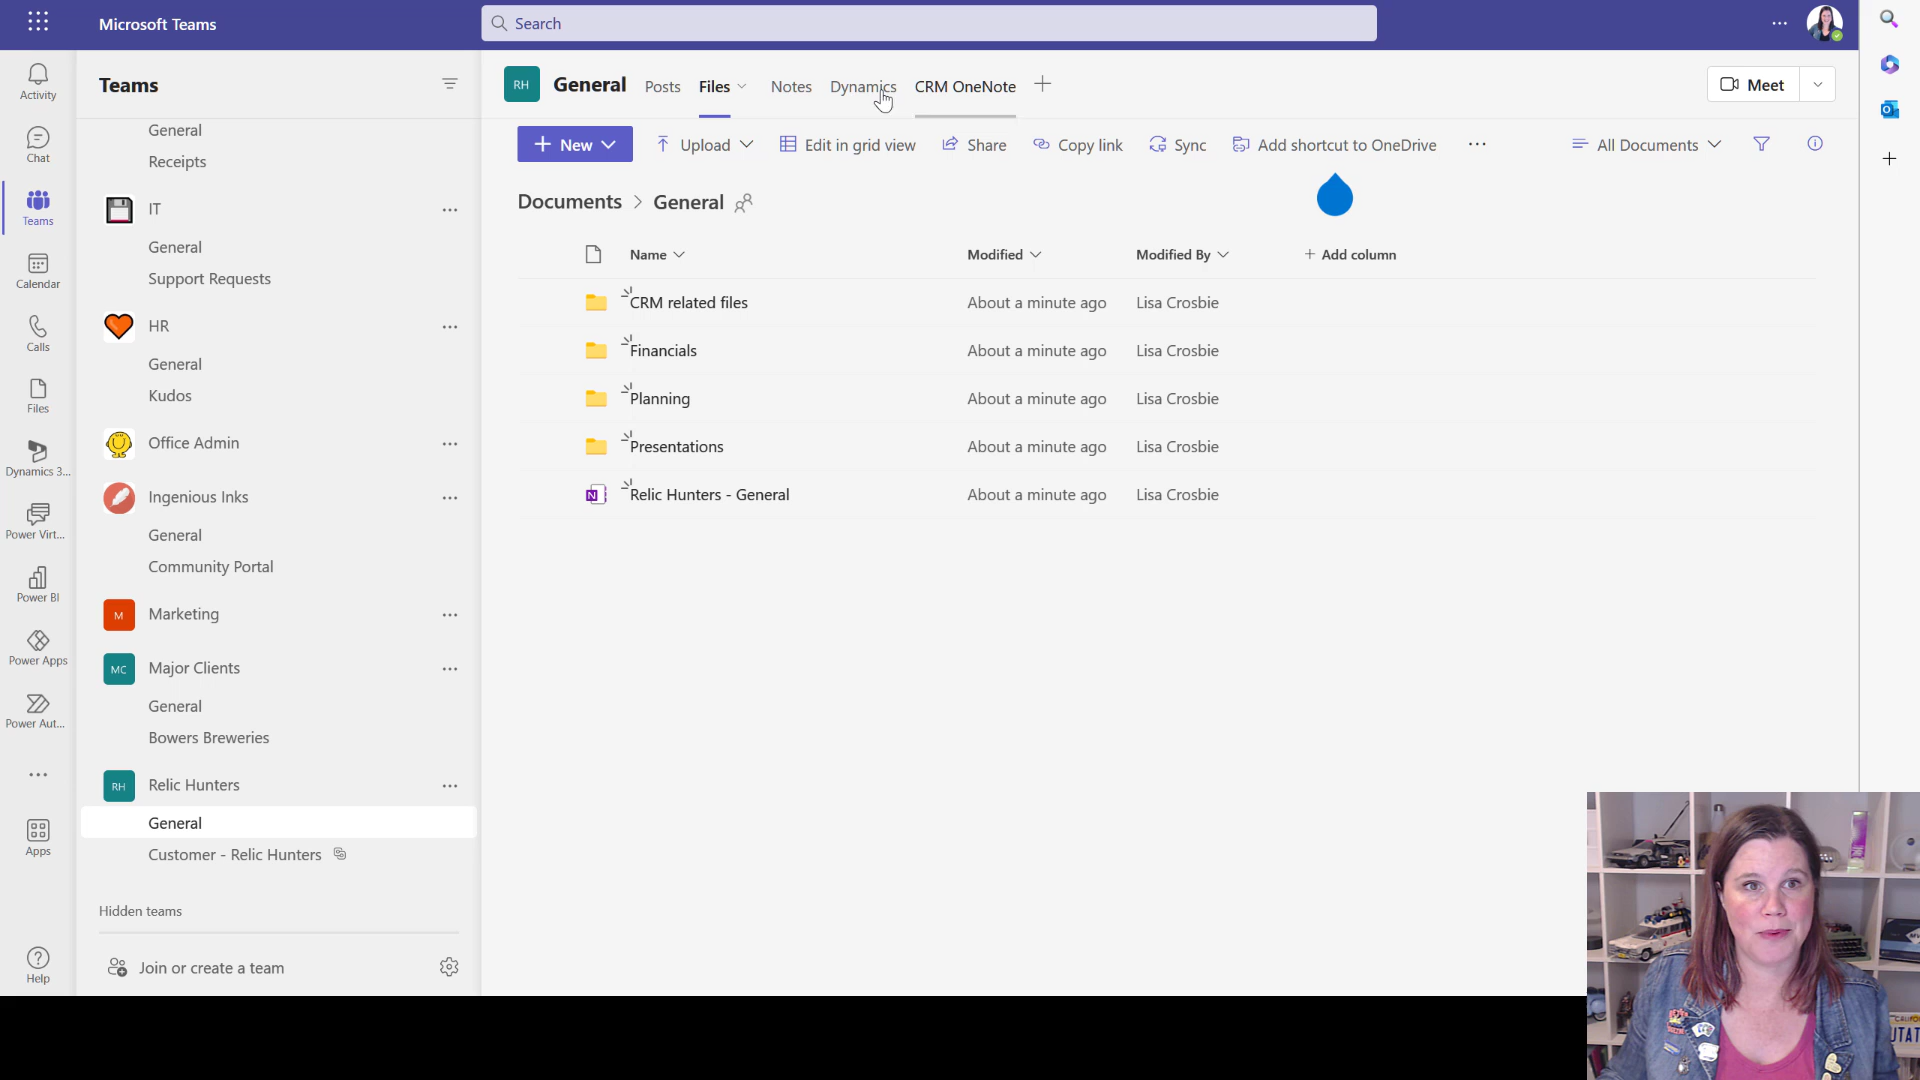 Microsoft Teams
Search
Activity
Chat
Teams
Calendar
Calls
Files
Dynamics 3...
Power Virt...
Power BI
Power Apps
Power Aut...
Apps
Help
Teams
General
Receipts
IT
General
Support Requests
HR
General
Kudos
Office Admin
Ingenious Inks
General
Community Portal
M Marketing
MC Major Clients
General
Bowers Breweries
RH Relic Hunters
General
Customer - Relic Hunters
Hidden teams
Join or create a team
RH General Posts Files Notes Dynamics CRM OneNote
Meet
New Upload Edit in grid view Share Copy link Sync Add shortcut to OneDrive All Documents
Documents > General
Name Modified Modified By + Add column
CRM related files About a minute ago Lisa Crosbie
Financials About a minute ago Lisa Crosbie
Planning About a minute ago Lisa Crosbie
Presentations About a minute ago Lisa Crosbie
N Relic Hunters - General About a minute ago Lisa Crosbie